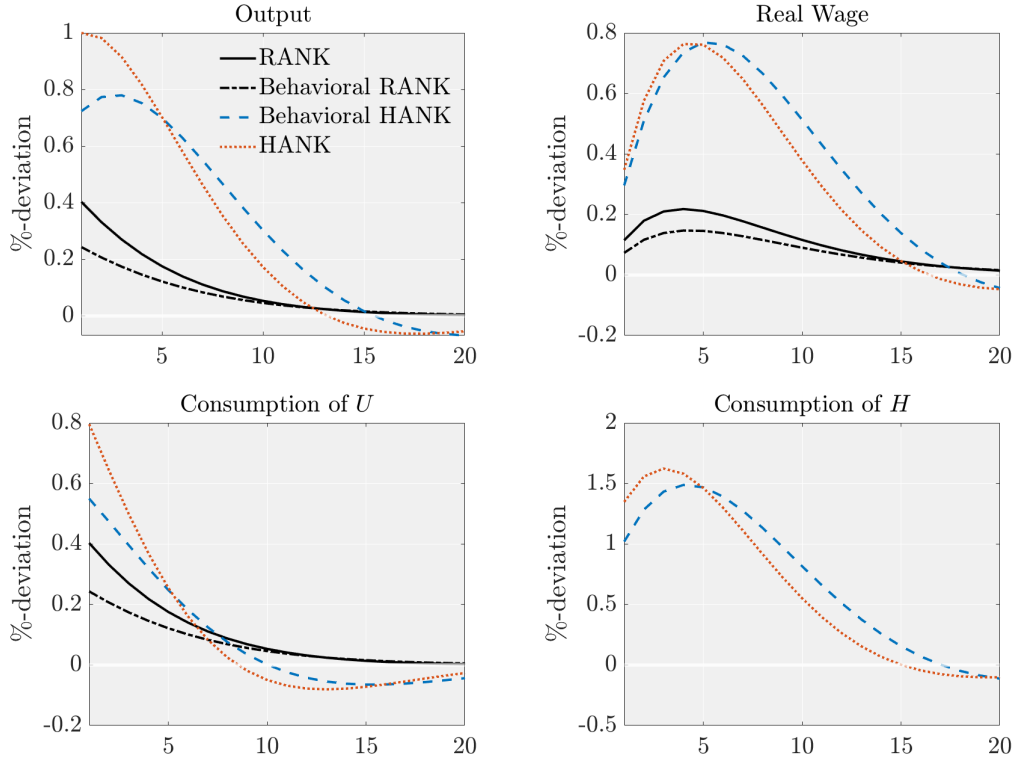 Output
%-deviation
1
0.8
0.6
0.4
0.2
0
5 10 15 20
RANK
Behavioral RANK
Behavioral HANK
HANK
Real Wage
%-deviation
0.8
0.6
0.4
0.2
0
-0.2
5 10 15 20
Consumption of U
%-deviation
0.8
0.6
0.4
0.2
0
-0.2
5 10 15 20
Consumption of H
%-deviation
2
1.5
1
0.5
0
-0.5
5 10 15 20